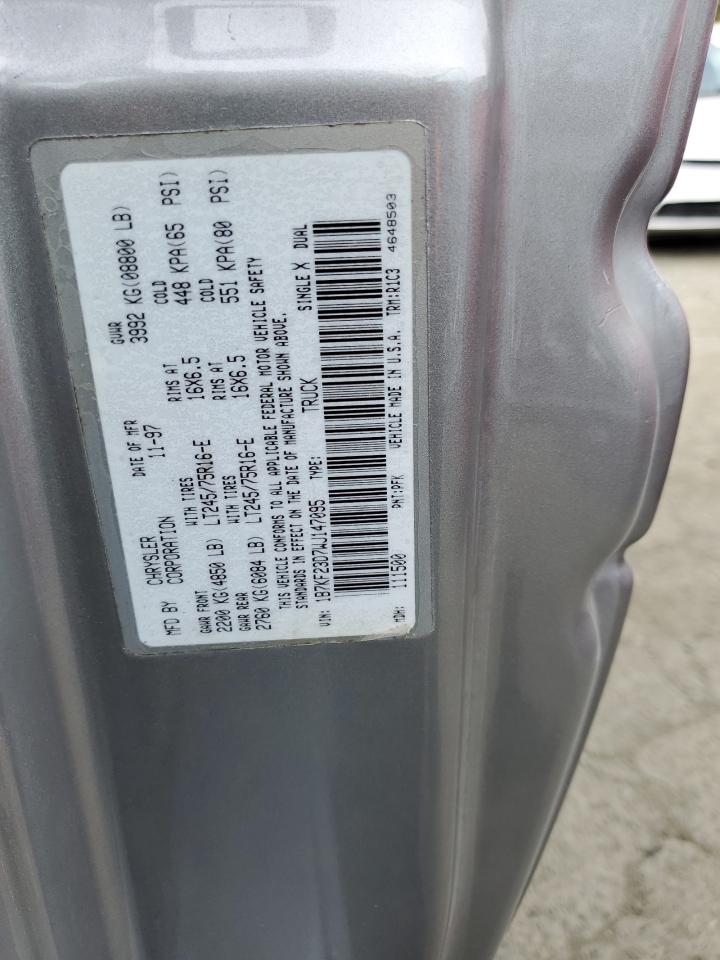 MFD BY CHRYSLER CORPORATION DATE OF MFR 11-97 GVWR 3992 KG(08800 LB)
GAWR FRONT WITH TIRES RIMS AT COLD
2200 KG(4850 LB) LT245/75R16-E 16X6.5 448 KPA(65 PSI)
GAWR REAR WITH TIRES RIMS AT COLD
2760 KG(6084 LB) LT245/75R16-E 16X6.5 551 KPA(80 PSI)
THIS VEHICLE CONFORMS TO ALL APPLICABLE FEDERAL MOTOR VEHICLE SAFETY
STANDARDS IN EFFECT ON THE DATE OF MANUFACTURE SHOWN ABOVE.
VIN: 1B7KF23D7WJ147095 TYPE: TRUCK SINGLE X DUAL
MDH: 111500 PNT:PFK VEHICLE MADE IN U.S.A. TRM:R1C3 4648503